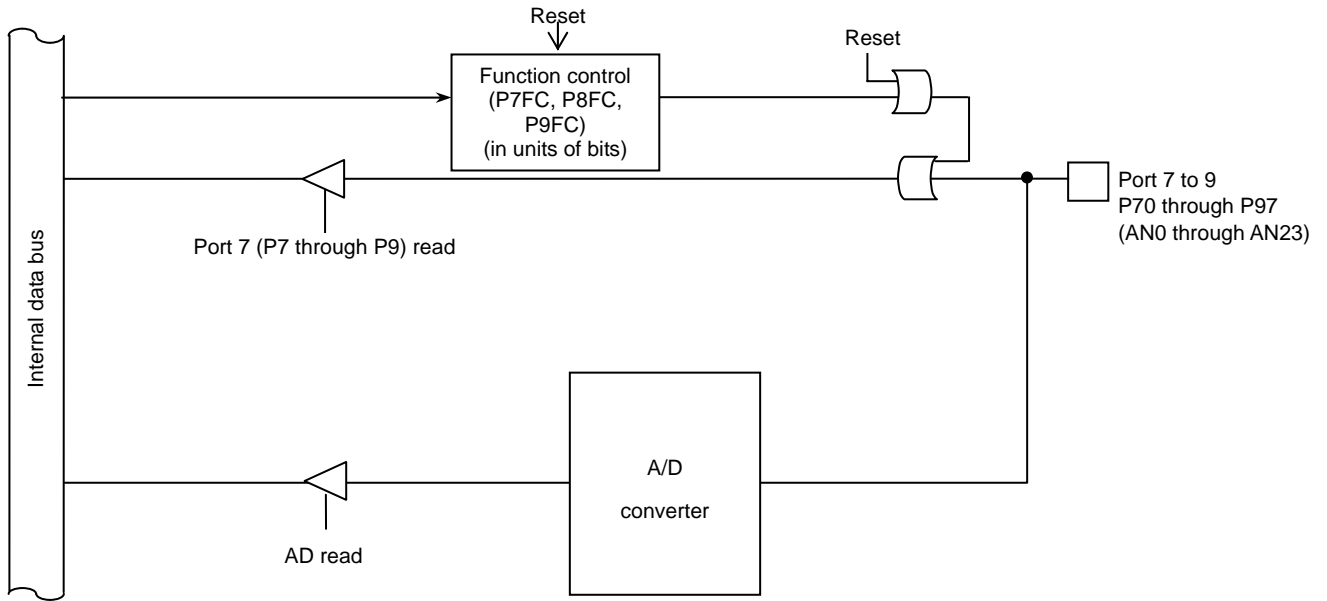 Reset
Reset
Function control
(P7FC, P8FC,
P9FC)
(in units of bits)
Port 7 to 9
P70 through P97
(AN0 through AN23)
Port 7 (P7 through P9) read
Internal data bus
A/D
converter
AD read